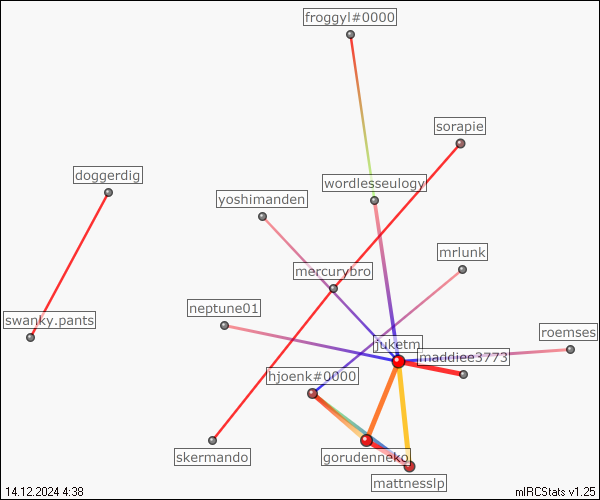 froggyl#0000
sorapie
doggerdig
wordlesseulogy
yoshimanden
mrlunk
mercurybro
neptune01
swanky.pants
roemses
juketm
maddiee3773
hjoenk#0000
skermando
gorudenneko
mattnesslp
14.12.2024 4:38
mIRCStats v1.25